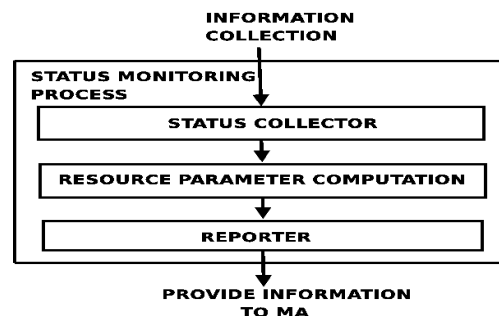 INFORMATION
COLLECTION
STATUS MONITORING
PROCESS
STATUS COLLECTOR
RESOURCE PARAMETER COMPUTATION
REPORTER
PROVIDE INFORMATION
TO MA